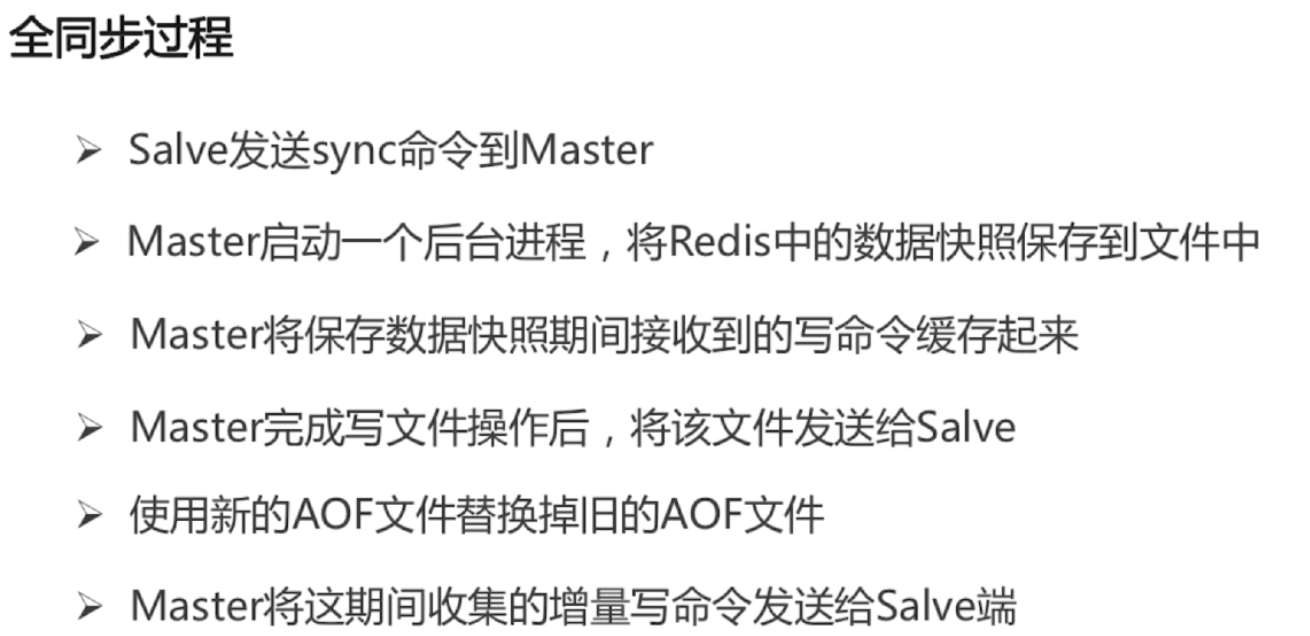 全同步过程
➢ Salve发送sync命令到Master
➢ Master启动一个后台进程，将Redis中的数据快照保存到文件中
➢ Master将保存数据快照期间接收到的写命令缓存起来
➢ Master完成写文件操作后，将该文件发送给Salve
➢ 使用新的AOF文件替换掉旧的AOF文件
➢ Master将这期间收集的增量写命令发送给Salve端